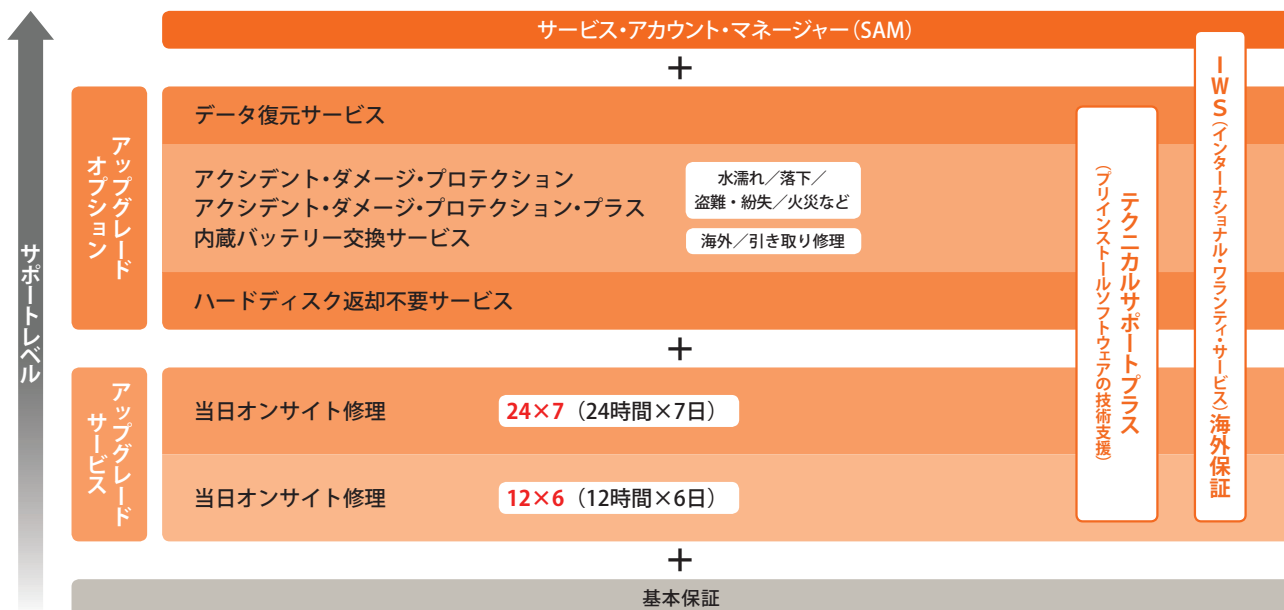 サービス・アカウント・マネージャー（SAM）
＋
アップグレード
オプション
データ復元サービス
アクシデント・ダメージ・プロテクション
アクシデント・ダメージ・プロテクション・プラス
内蔵バッテリー交換サービス
水濡れ／落下／
盗難・紛失／火災など
海外／引き取り修理
ハードディスク返却不要サービス
＋
アップグレード
サービス
当日オンサイト修理
24×7（24時間×7日）
当日オンサイト修理
12×6（12時間×6日）
＋
基本保証
サポートレベル
テクニカルサポートプラス
（プリインストールソフトウェアの技術支援）
IWS（インターナショナル・ワランティ・サービス）海外保証